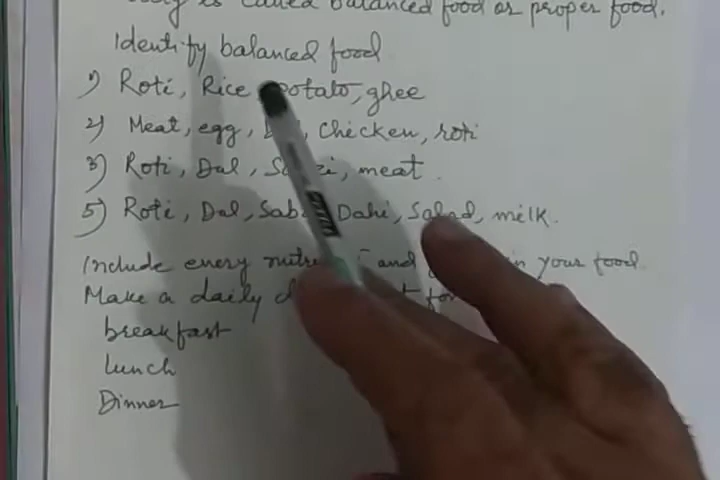 is called balanced food or proper food.
Identify balanced food
1) Roti, Rice potato, ghee
2) Meat, egg, chicken, roti
3) Roti, Dal, meat.
5) Roti, Dal, Dahi, Salad, milk.
Include every and in your food.
Make a daily
breakfast
lunch
Dinner